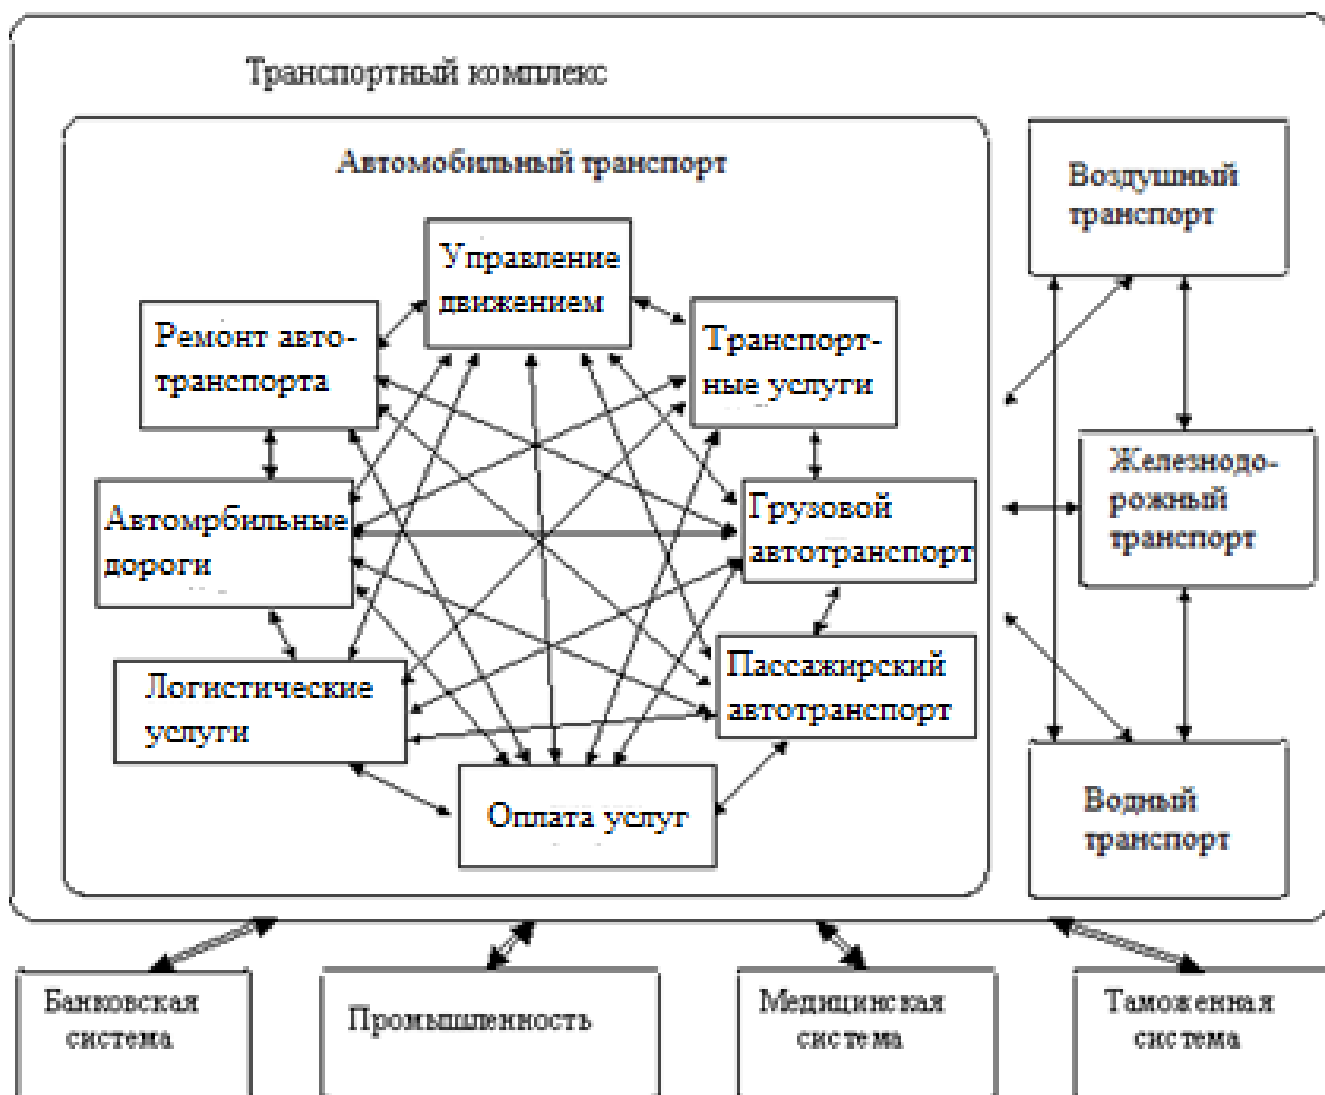 Транспортный комплекс
Автомобильный транспорт
Управление
движением
Ремонт авто-
транспорта
Транспорт-
ные услуги
Автомрбильные
дороги
Грузовой
автотранспорт
Логистические
услуги
Пассажирский
автотранспорт
Оплата услуг
Воздушный
транспорт
Железнодо-
рожный
транспорт
Водный
транспорт
Банковская
система
Промышленность
Медицинская
система
Таможенная
система